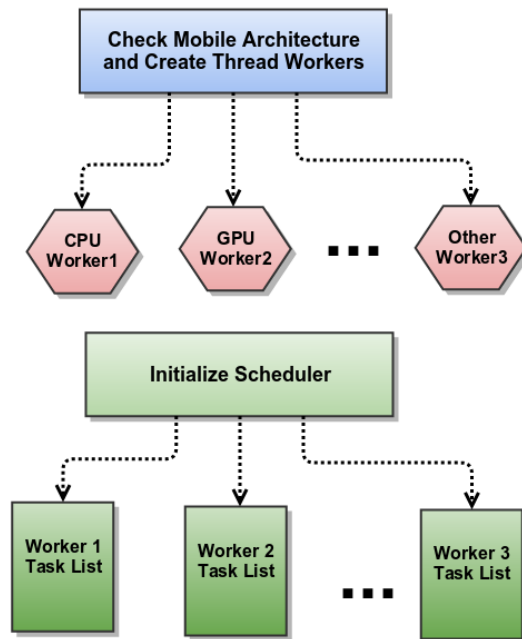 Check Mobile Architecture
and Create Thread Workers
CPU
Worker1
GPU
Worker2
Other
Worker3
Initialize Scheduler
Worker 1
Task List
Worker 2
Task List
Worker 3
Task List